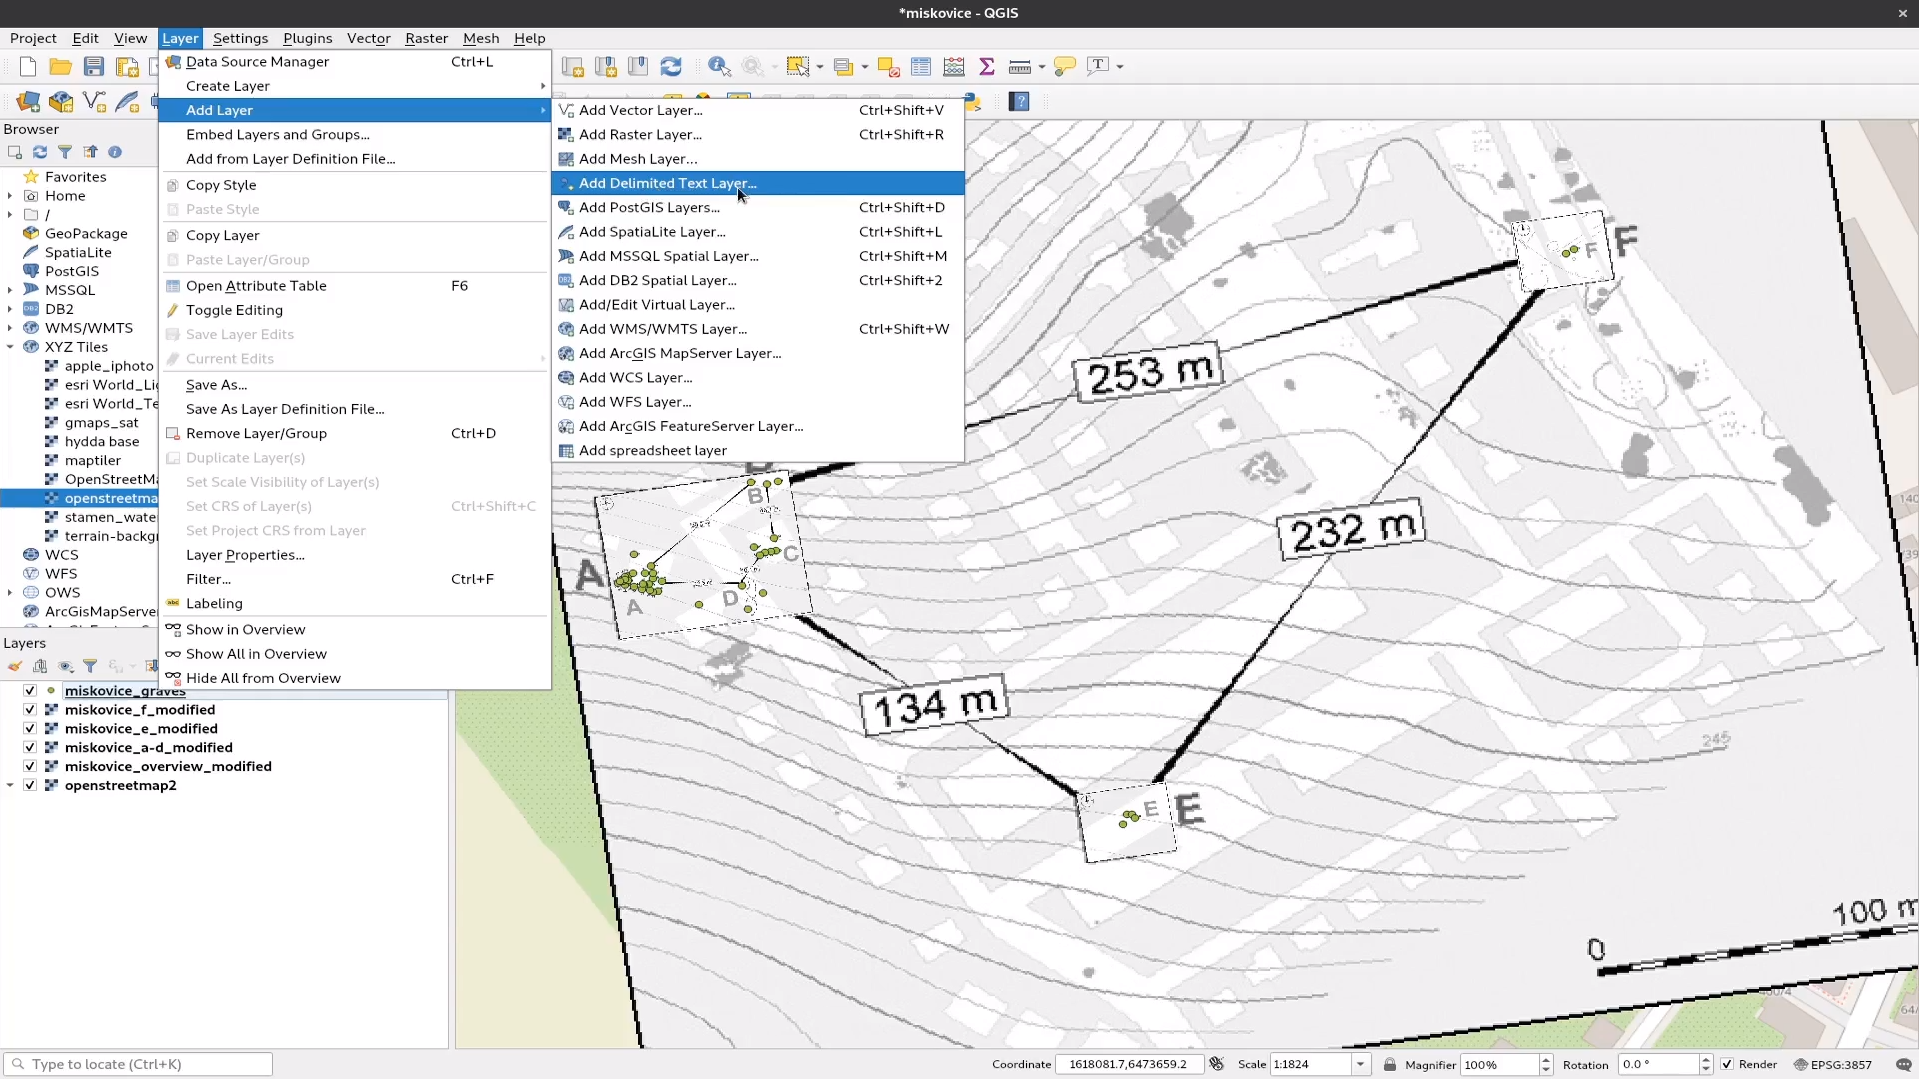 *miskovice - QGIS
Project Edit View Layer Settings Plugins Vector Raster Mesh Help
Data Source Manager Ctrl+L
Create Layer
Add Layer
Embed Layers and Groups...
Add from Layer Definition File...
Copy Style
Paste Style
Copy Layer
Paste Layer/Group
Open Attribute Table F6
Toggle Editing
Save Layer Edits
Current Edits
Save As...
Save As Layer Definition File...
Remove Layer/Group Ctrl+D
Duplicate Layer(s)
Set Scale Visibility of Layer(s)
Set CRS of Layer(s) Ctrl+Shift+C
Set Project CRS from Layer
Layer Properties...
Filter... Ctrl+F
Labeling
Show in Overview
Show All in Overview
Hide All from Overview
Add Vector Layer... Ctrl+Shift+V
Add Raster Layer... Ctrl+Shift+R
Add Mesh Layer...
Add Delimited Text Layer...
Add PostGIS Layers... Ctrl+Shift+D
Add SpatiaLite Layer... Ctrl+Shift+L
Add MSSQL Spatial Layer... Ctrl+Shift+M
Add DB2 Spatial Layer... Ctrl+Shift+2
Add/Edit Virtual Layer...
Add WMS/WMTS Layer... Ctrl+Shift+W
Add ArcGIS MapServer Layer...
Add WCS Layer...
Add WFS Layer...
Add ArcGIS FeatureServer Layer...
Add spreadsheet layer
Browser
Favorites
Home
/
GeoPackage
SpatiaLite
PostGIS
MSSQL
DB2
WMS/WMTS
XYZ Tiles
apple_iphoto
esri World_Li
esri World_Te
gmaps_sat
hydda base
maptiler
OpenStreetMa
openstreetma
stamen_wate
terrain-backg
WCS
WFS
OWS
ArcGisMapServe
Layers
miskovice_graves
miskovice_f_modified
miskovice_e_modified
miskovice_a-d_modified
miskovice_overview_modified
openstreetmap2
F F
253 m
232 m
B
C
A
A
D
134 m
245
E E
100 m
0
Type to locate (Ctrl+K)
Coordinate 1618081.7,6473659.2 Scale 1:1824 Magnifier 100% Rotation 0.0 ° Render EPSG:3857